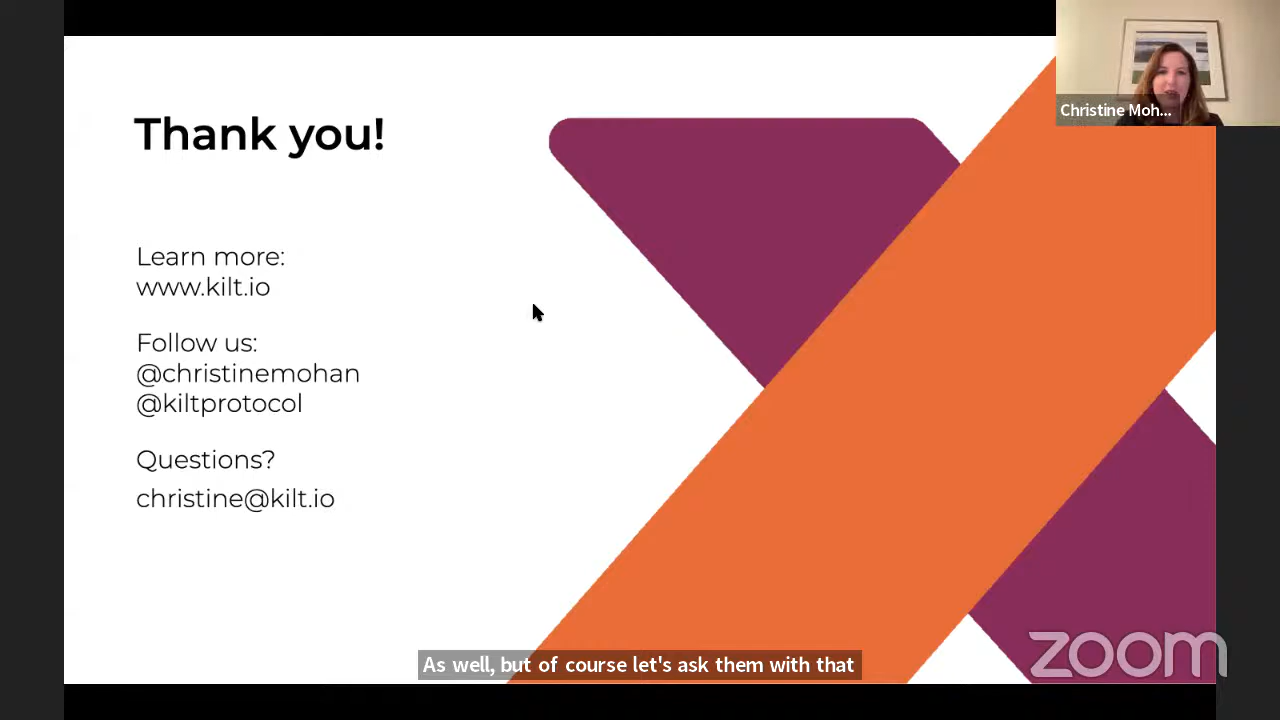 Thank you!
Learn more:
www.kilt.io
Follow us:
@christinemohan
@kiltprotocol
Questions?
christine@kilt.io
Christine Moh...
As well, but of course let's ask them with that
zoom